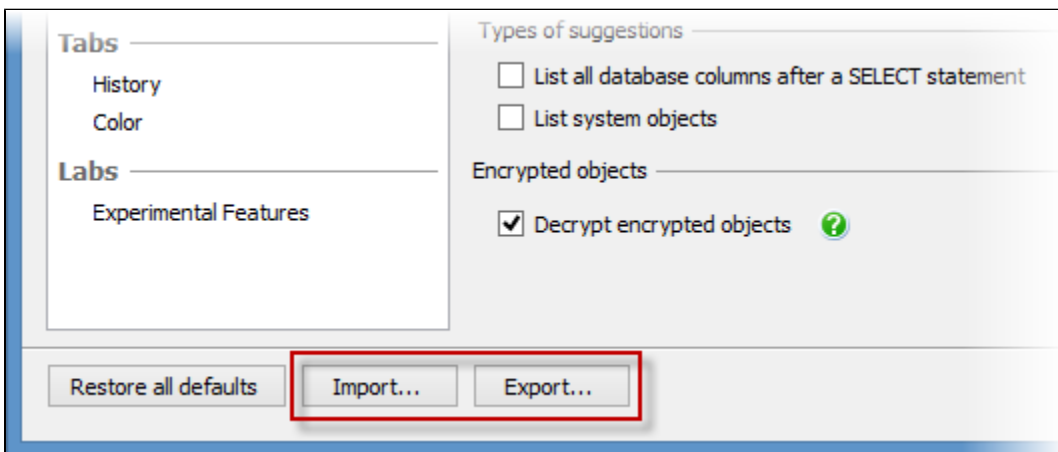 Tabs
History
Color
Labs
Experimental Features
Types of suggestions
List all database columns after a SELECT statement
List system objects
Encrypted objects
Decrypt encrypted objects ?
Restore all defaults
Import...
Export...